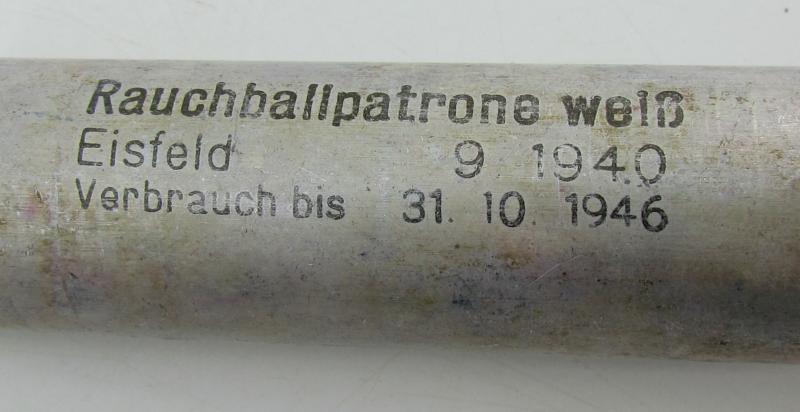 Rauchballpatrone weiß
Eisfeld 9 1940
Verbrauch bis 31. 10. 1946